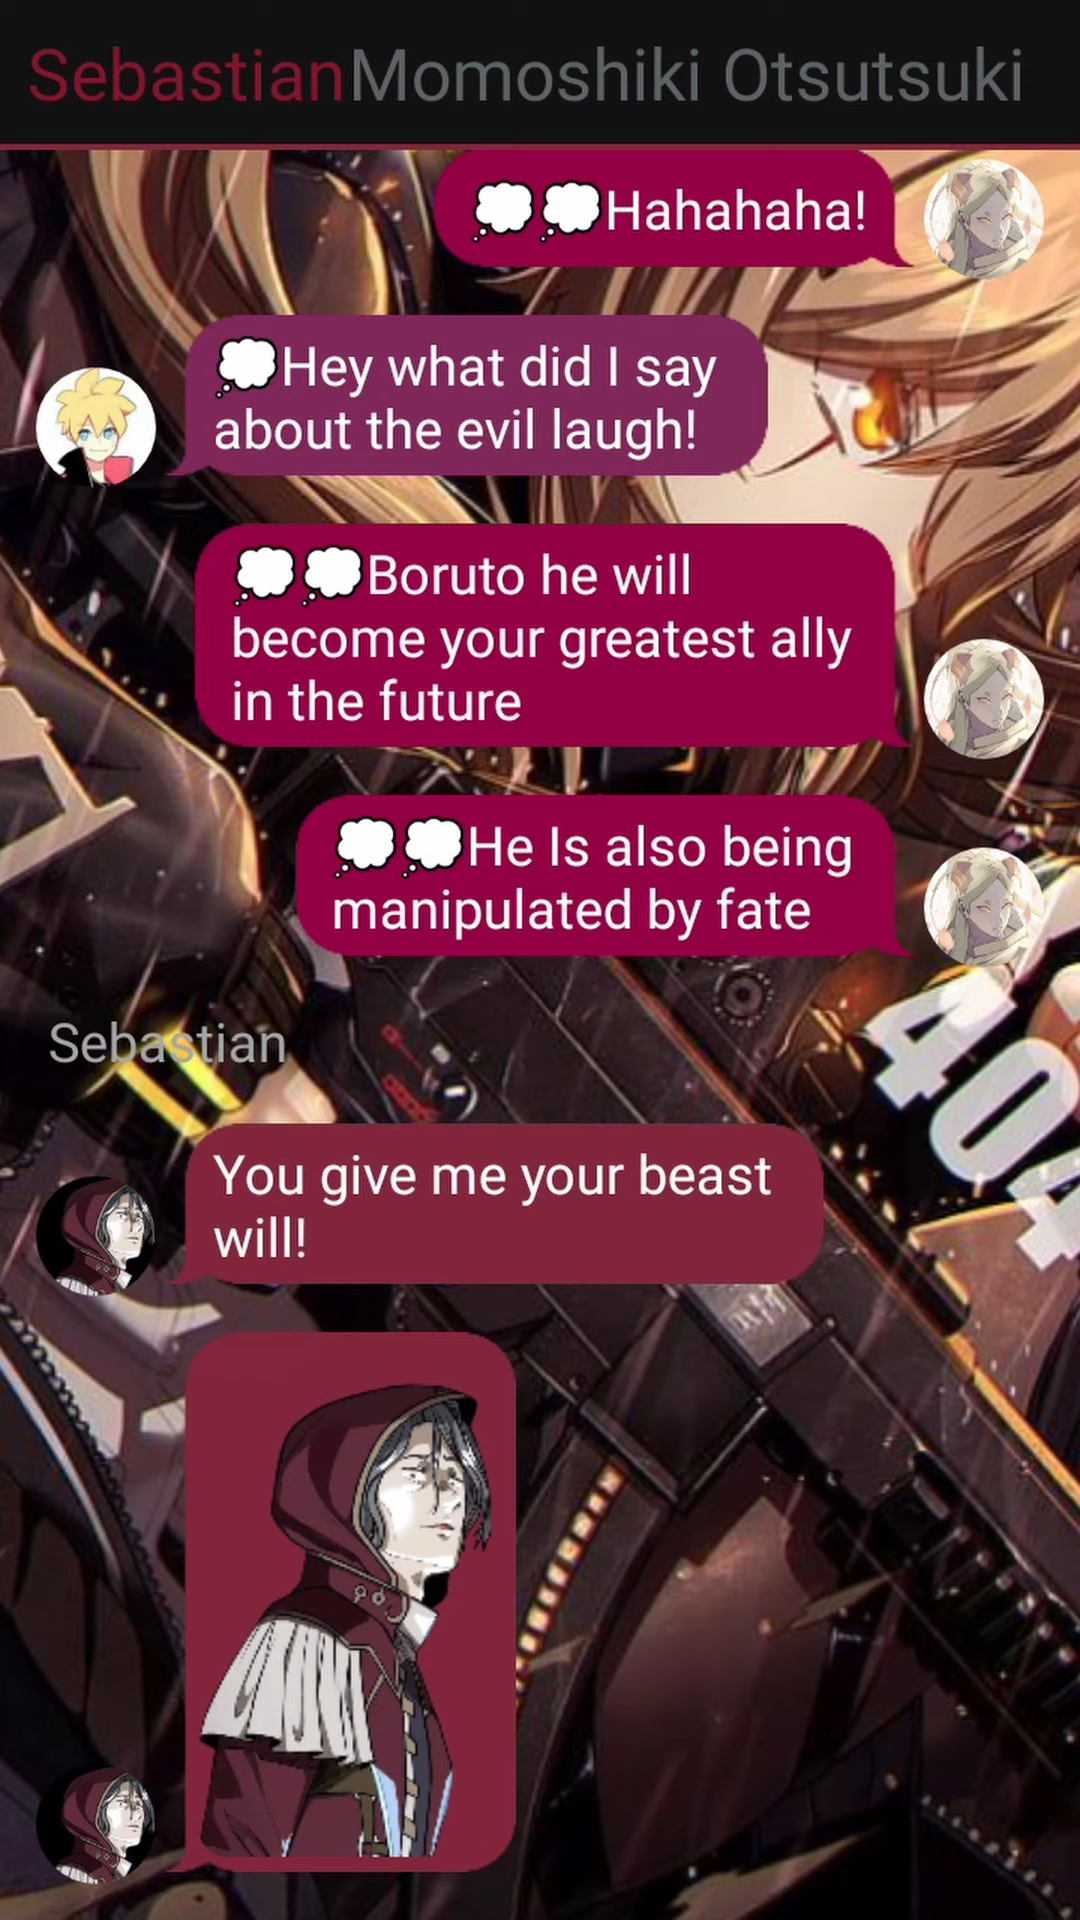 SebastianMomoshiki Otsutsuki
💭💭Hahahaha!
💭Hey what did I say
about the evil laugh!
💭💭Boruto he will
become your greatest ally
in the future
💭💭He Is also being
manipulated by fate
404
Sebastian
You give me your beast
will!